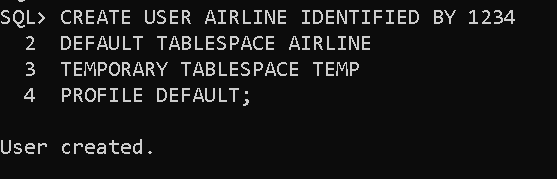 SQL> CREATE USER AIRLINE IDENTIFIED BY 1234
2 DEFAULT TABLESPACE AIRLINE
3 TEMPORARY TABLESPACE TEMP
4 PROFILE DEFAULT;
User created.